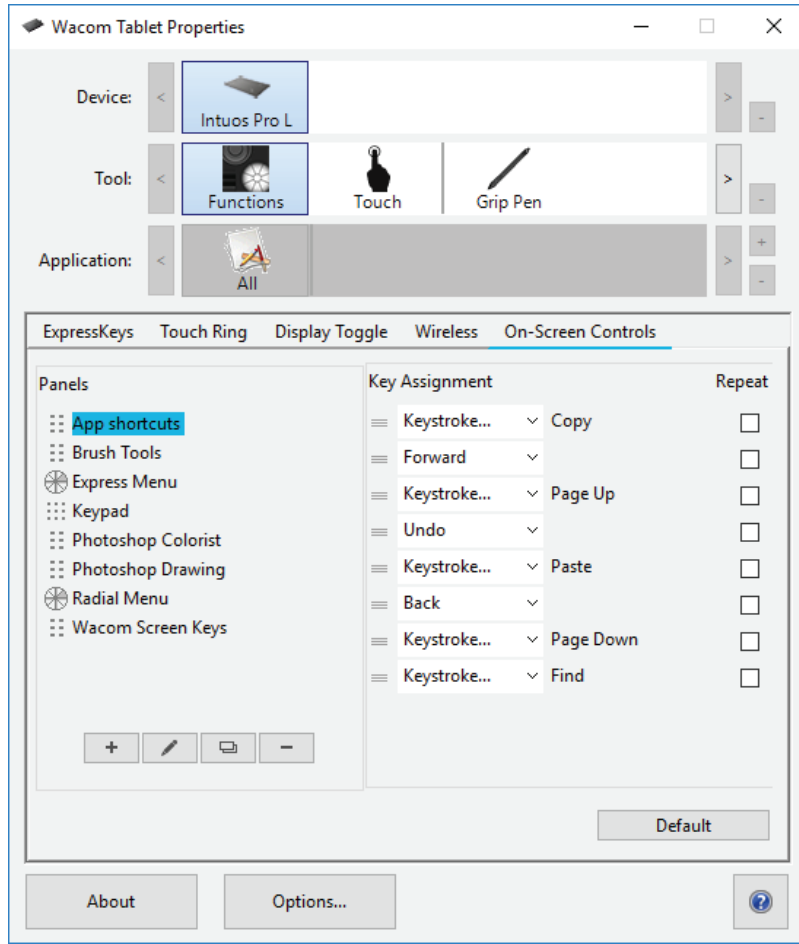 Wacom Tablet Properties
Device:
<
Intuos Pro L
>
-
Tool:
<
Functions
Touch
Grip Pen
>
-
Application:
<
All
>
+
-
ExpressKeys Touch Ring Display Toggle Wireless On-Screen Controls
Panels
App shortcuts
Brush Tools
Express Menu
Keypad
Photoshop Colorist
Photoshop Drawing
Radial Menu
Wacom Screen Keys
Key Assignment Repeat
Keystroke... Copy
Forward
Keystroke... Page Up
Undo
Keystroke... Paste
Back
Keystroke... Page Down
Keystroke... Find
Default
About Options... ?